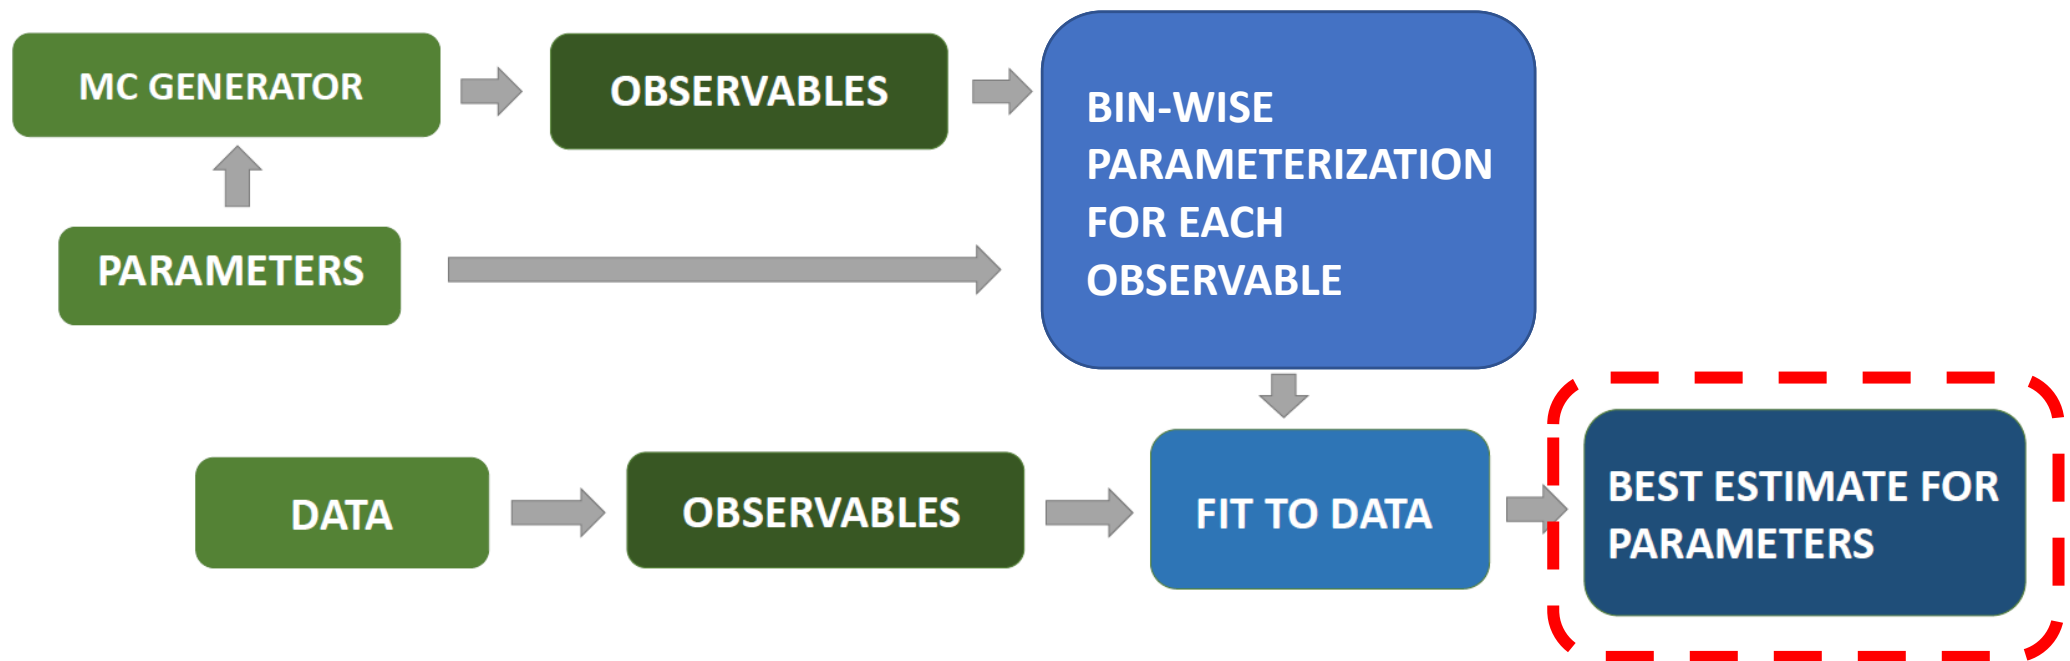 MC GENERATOR
OBSERVABLES
BIN-WISE
PARAMETERIZATION
FOR EACH
OBSERVABLE
PARAMETERS
DATA
OBSERVABLES
FIT TO DATA
BEST ESTIMATE FOR
PARAMETERS